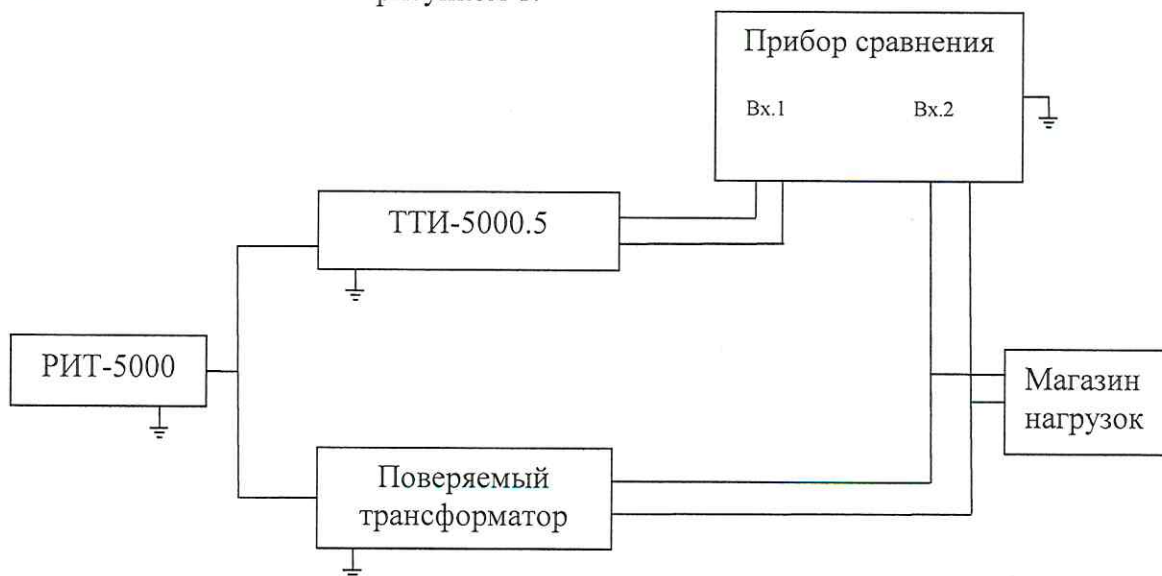 Прибор сравнения
Вх.1 Вх.2
ТТИ-5000.5
РИТ-5000
Магазин
нагрузок
Поверяемый
трансформатор